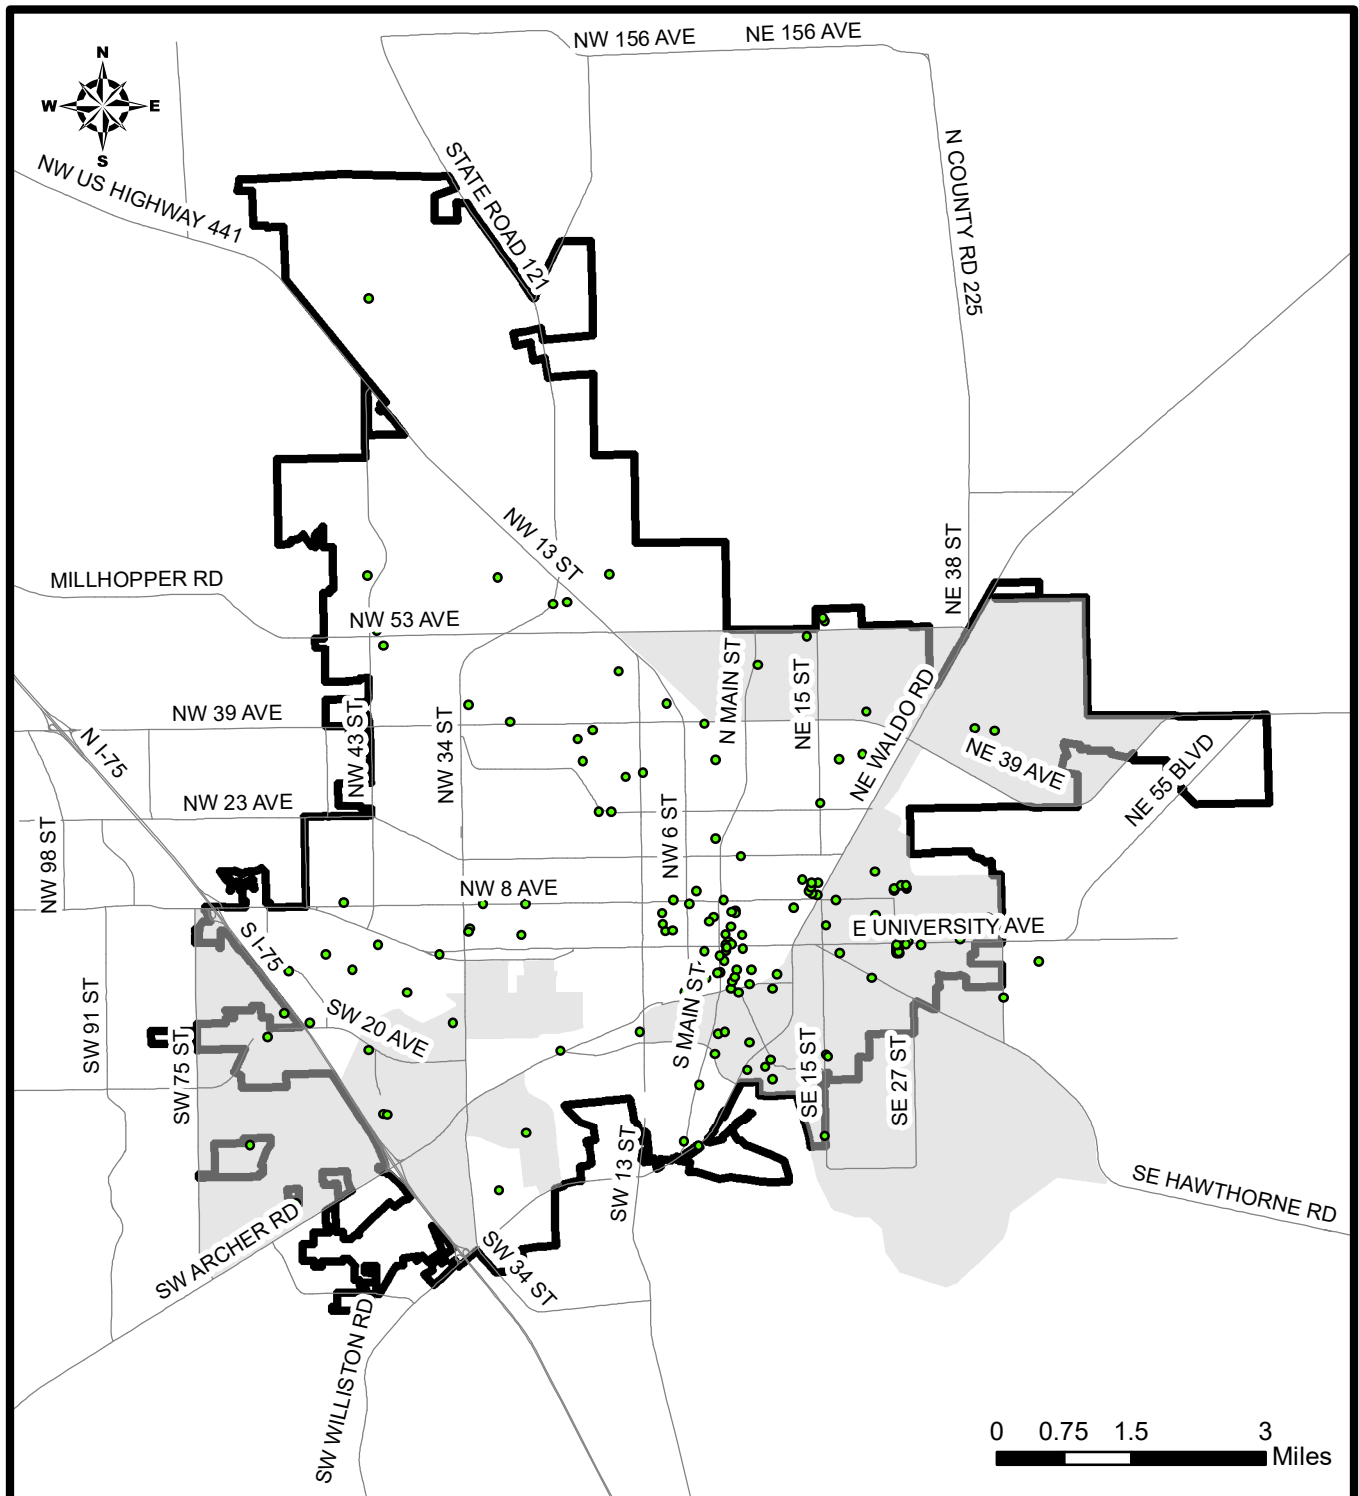 NW 156 AVE
NE 156 AVE
N
W
E
S
NW US HIGHWAY 441
STATE ROAD 121
N COUNTY RD 225
NW 13 ST
NE 38 ST
MILLHOPPER RD
NW 53 AVE
N MAIN ST
NE 15 ST
NE WALDO RD
NW 39 AVE
N I-75
NW 43 ST
NW 34 ST
NE 39 AVE
NE 55 BLVD
NW 23 AVE
NW 6 ST
NW 98 ST
NW 8 AVE
E UNIVERSITY AVE
S I-75
SW 91 ST
SW 20 AVE
S MAIN ST
SW 75 ST
SE 15 ST
SE 27 ST
SW 13 ST
SE HAWTHORNE RD
SW ARCHER RD
SW 34 ST
SW WILLISTON RD
0 0.75 1.5 3
Miles